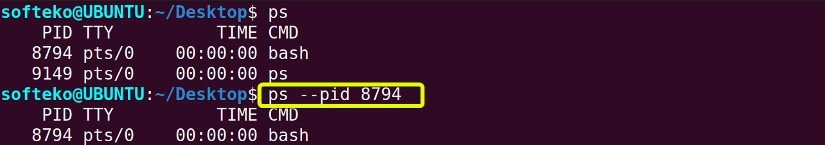 softeko@UBUNTU:~/Desktop$ ps
    PID TTY          TIME CMD
   8794 pts/0    00:00:00 bash
   9149 pts/0    00:00:00 ps
softeko@UBUNTU:~/Desktop$ ps --pid 8794
    PID TTY          TIME CMD
   8794 pts/0    00:00:00 bash